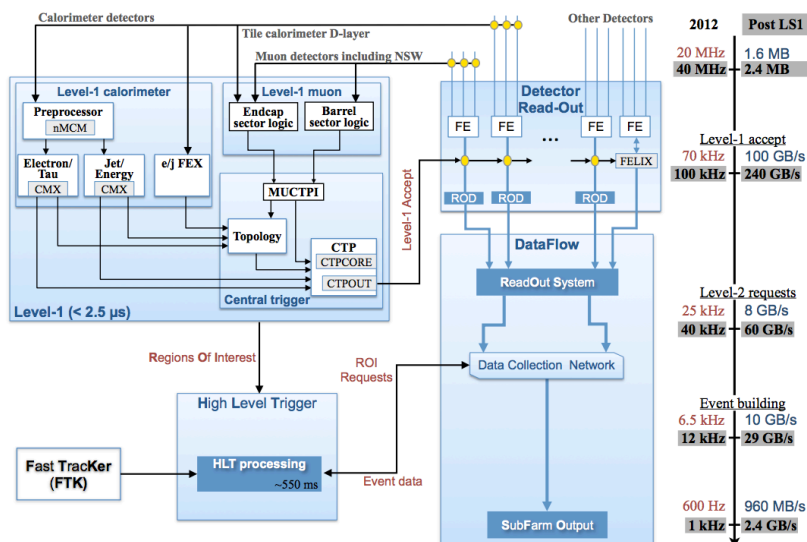 Calorimeter detectors
Tile calorimeter D-layer
Muon detectors including NSW
Other Detectors
Level-1 calorimeter
Preprocessor
nMCM
Electron/
Tau
CMX
Jet/
Energy
CMX
e/j FEX
Level-1 muon
Endcap
sector logic
Barrel
sector logic
MUCTPI
Topology
CTP
CTPCORE
CTPOUT
Central trigger
Level-1 (< 2.5 µs)
Level-1 Accept
Detector
Read-Out
FE
FE
...
FE
FE
FELIX
ROD
ROD
ROD
DataFlow
ReadOut System
Data Collection Network
SubFarm Output
Regions Of Interest
ROI
Requests
High Level Trigger
HLT processing
~550 ms
Event data
Fast TracKer
(FTK)
2012 Post LS1
20 MHz 1.6 MB
40 MHz 2.4 MB
Level-1 accept
70 kHz 100 GB/s
100 kHz 240 GB/s
Level-2 requests
25 kHz 8 GB/s
40 kHz 60 GB/s
Event building
6.5 kHz 10 GB/s
12 kHz 29 GB/s
600 Hz 960 MB/s
1 kHz 2.4 GB/s